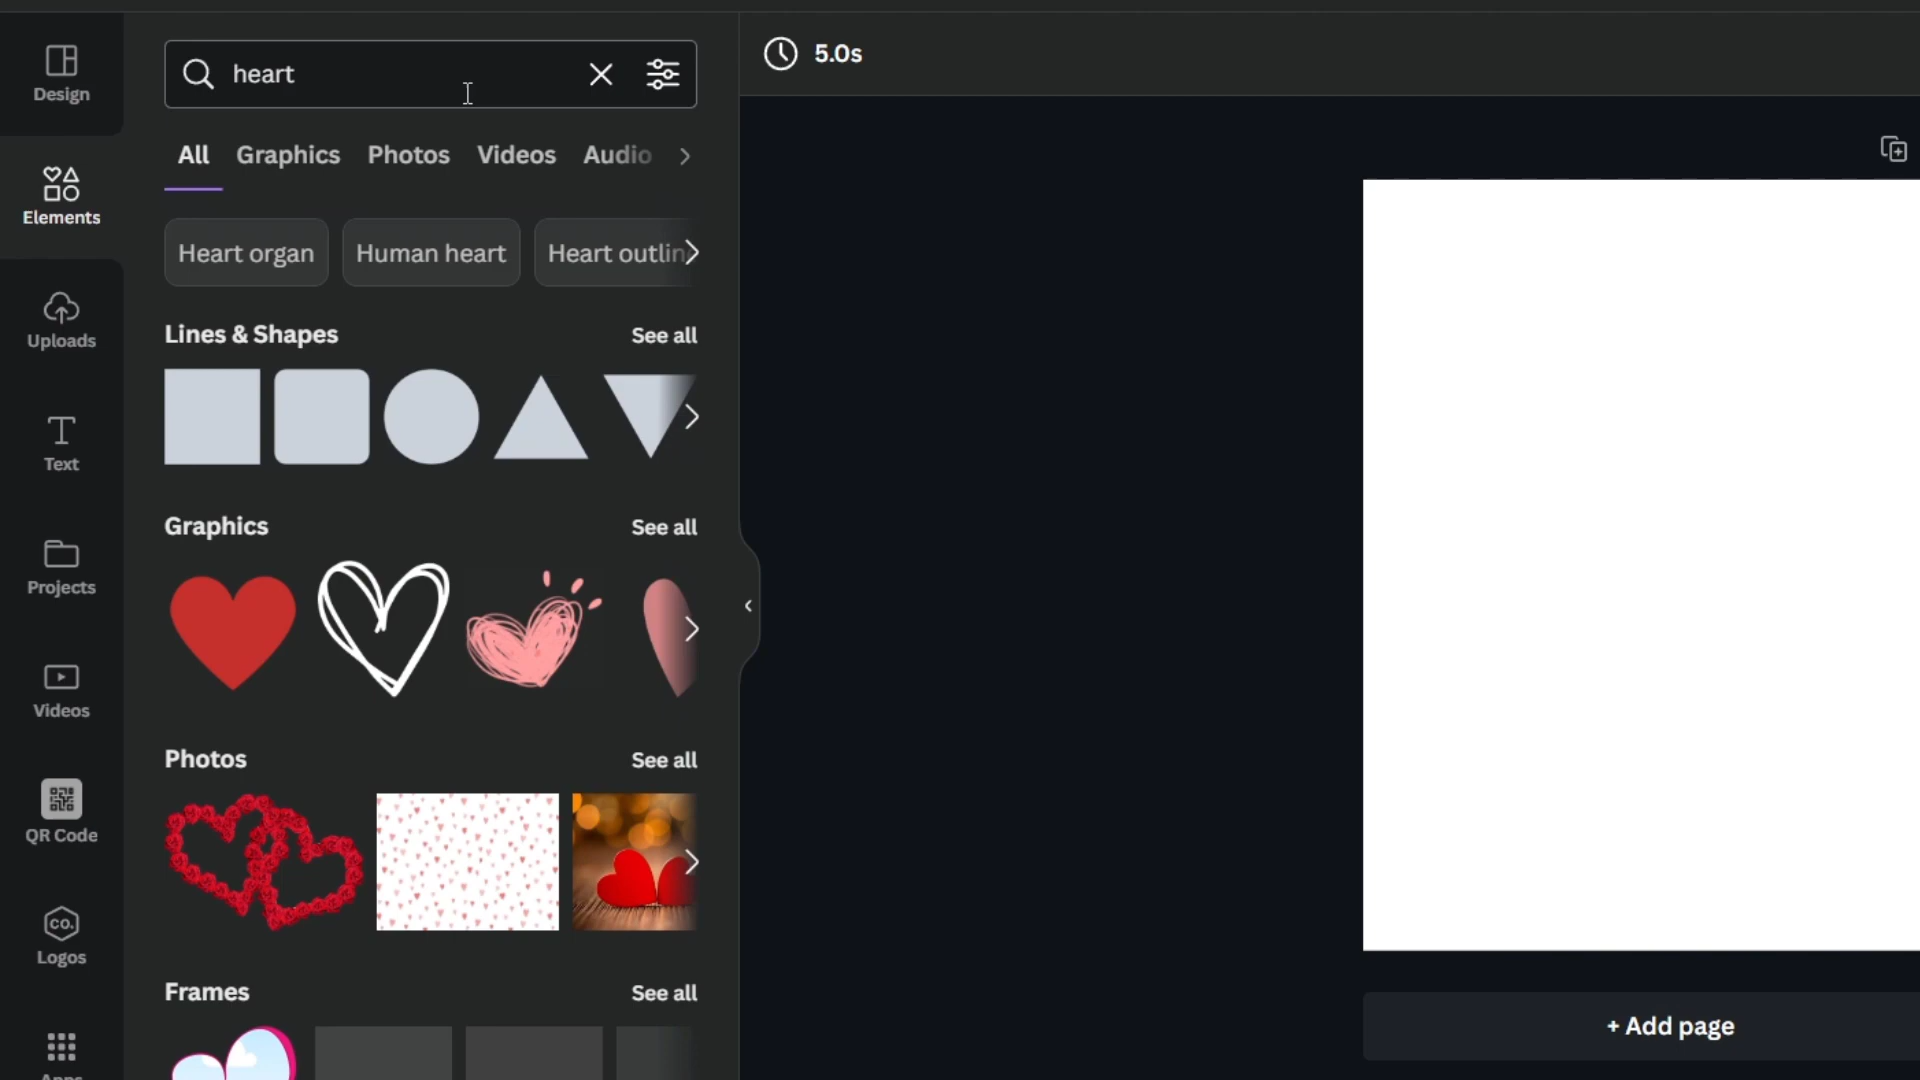 Design
Elements
Uploads
Text
Projects
Videos
QR Code
CO.
Logos
heart
All Graphics Photos Videos Audio
Heart organ Human heart
Heart
Lines & Shapes See all
Graphics See all
Photos See all
Frames See all
5.0s
+ Add page